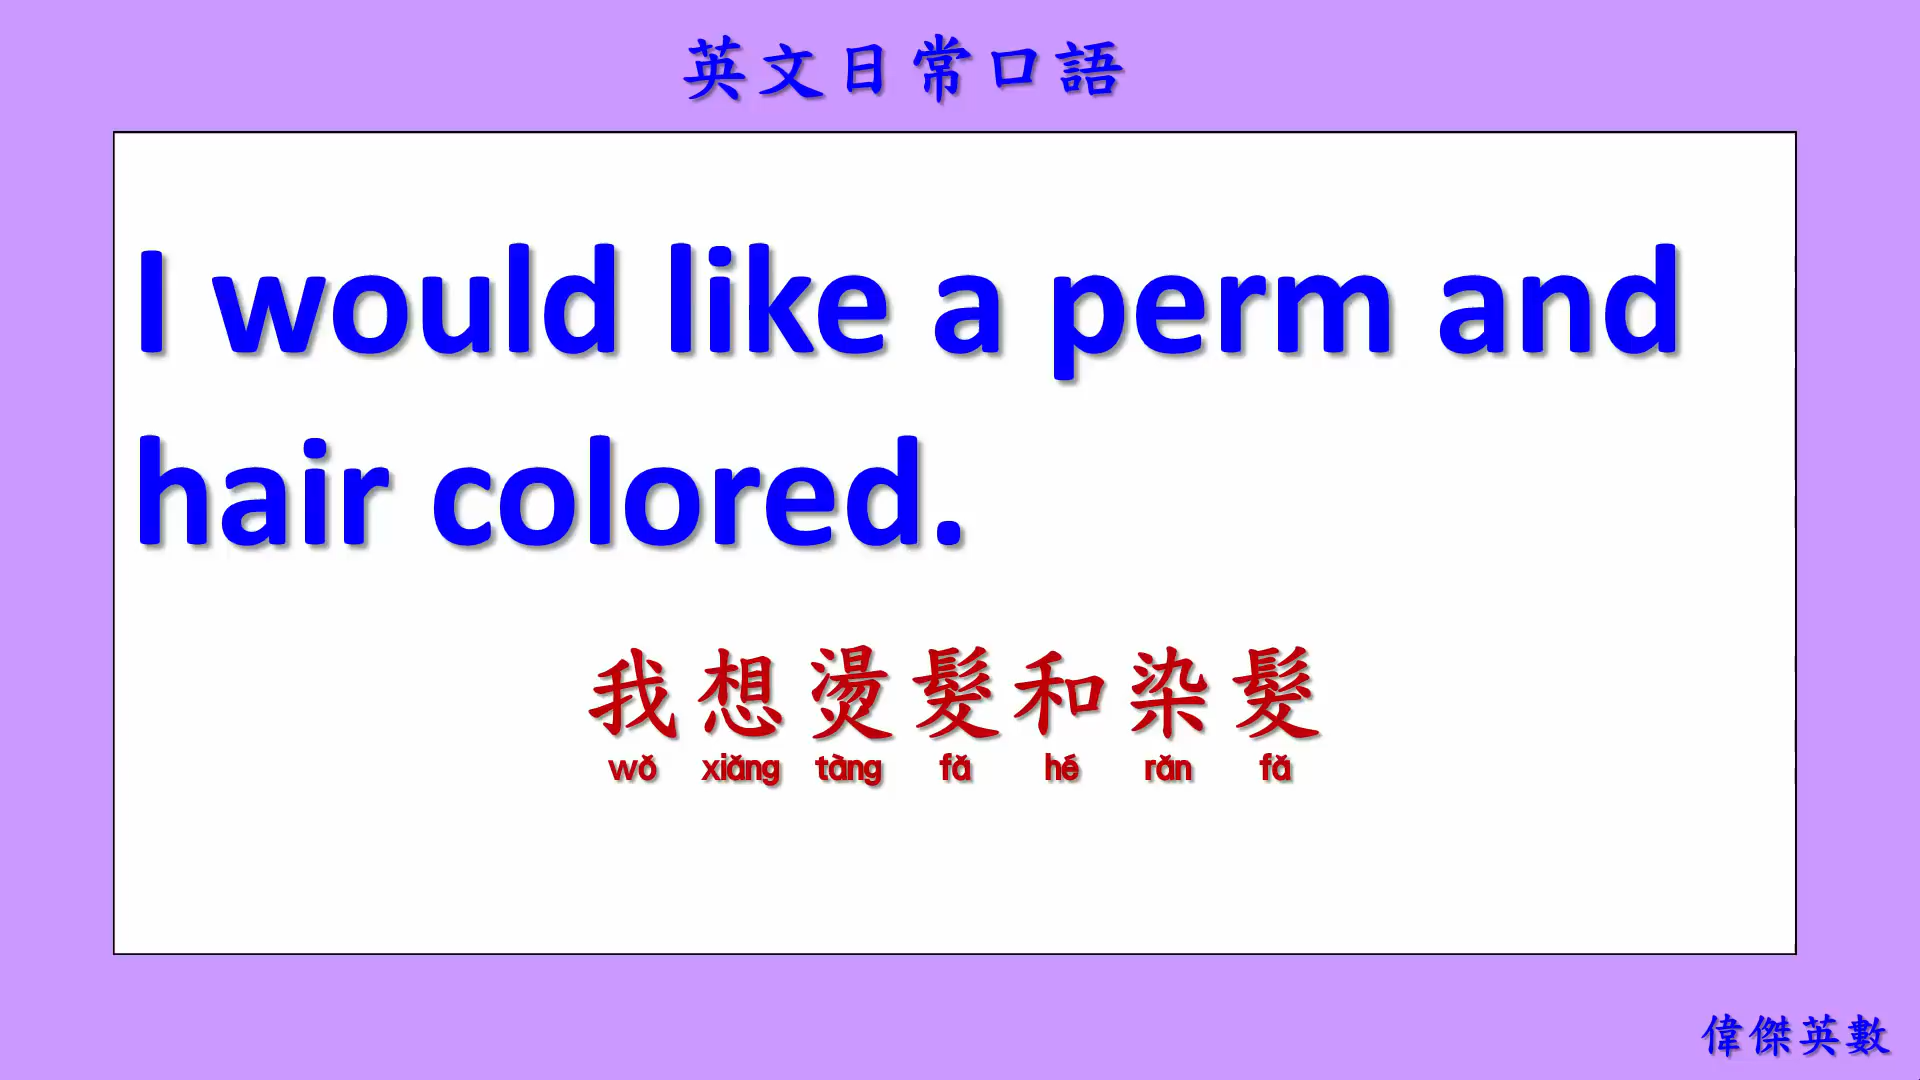 英文日常口語
I would like a perm and
hair colored.
我想燙髮和染髮
wǒ xiǎng tàng fǎ hé rǎn fǎ
偉傑英數